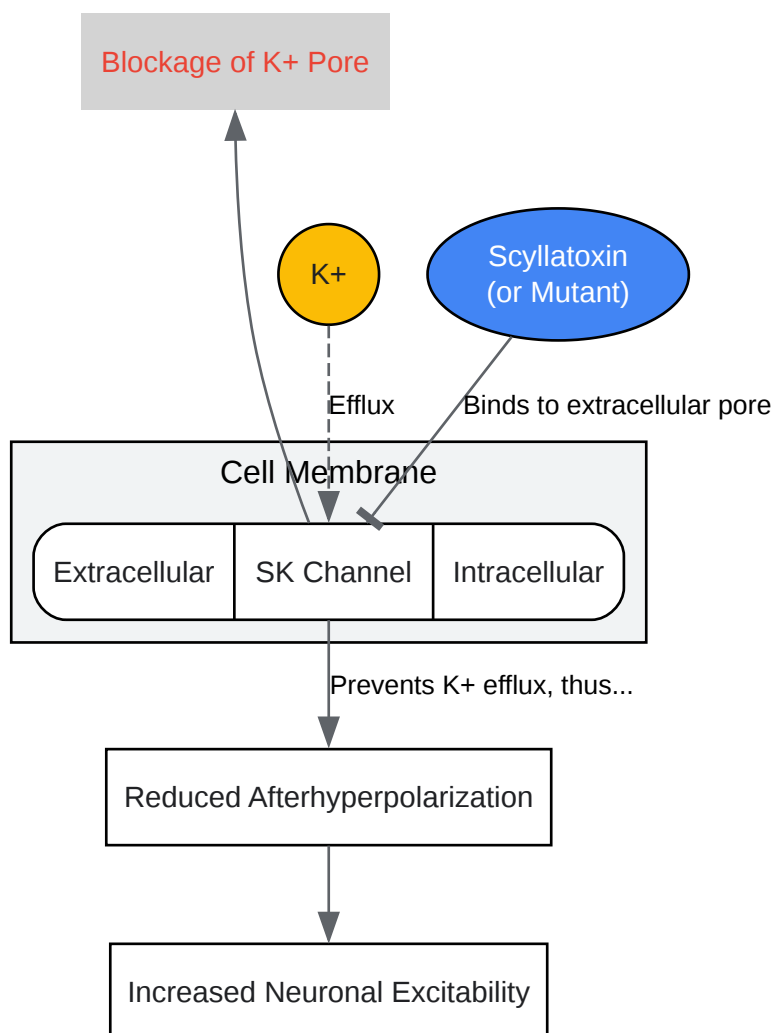 Blockage of K+ Pore
K+
Scyllatoxin
(or Mutant)
Efflux
Binds to extracellular pore
Cell Membrane
Extracellular
SK Channel
Intracellular
Prevents K+ efflux, thus...
Reduced Afterhyperpolarization
Increased Neuronal Excitability